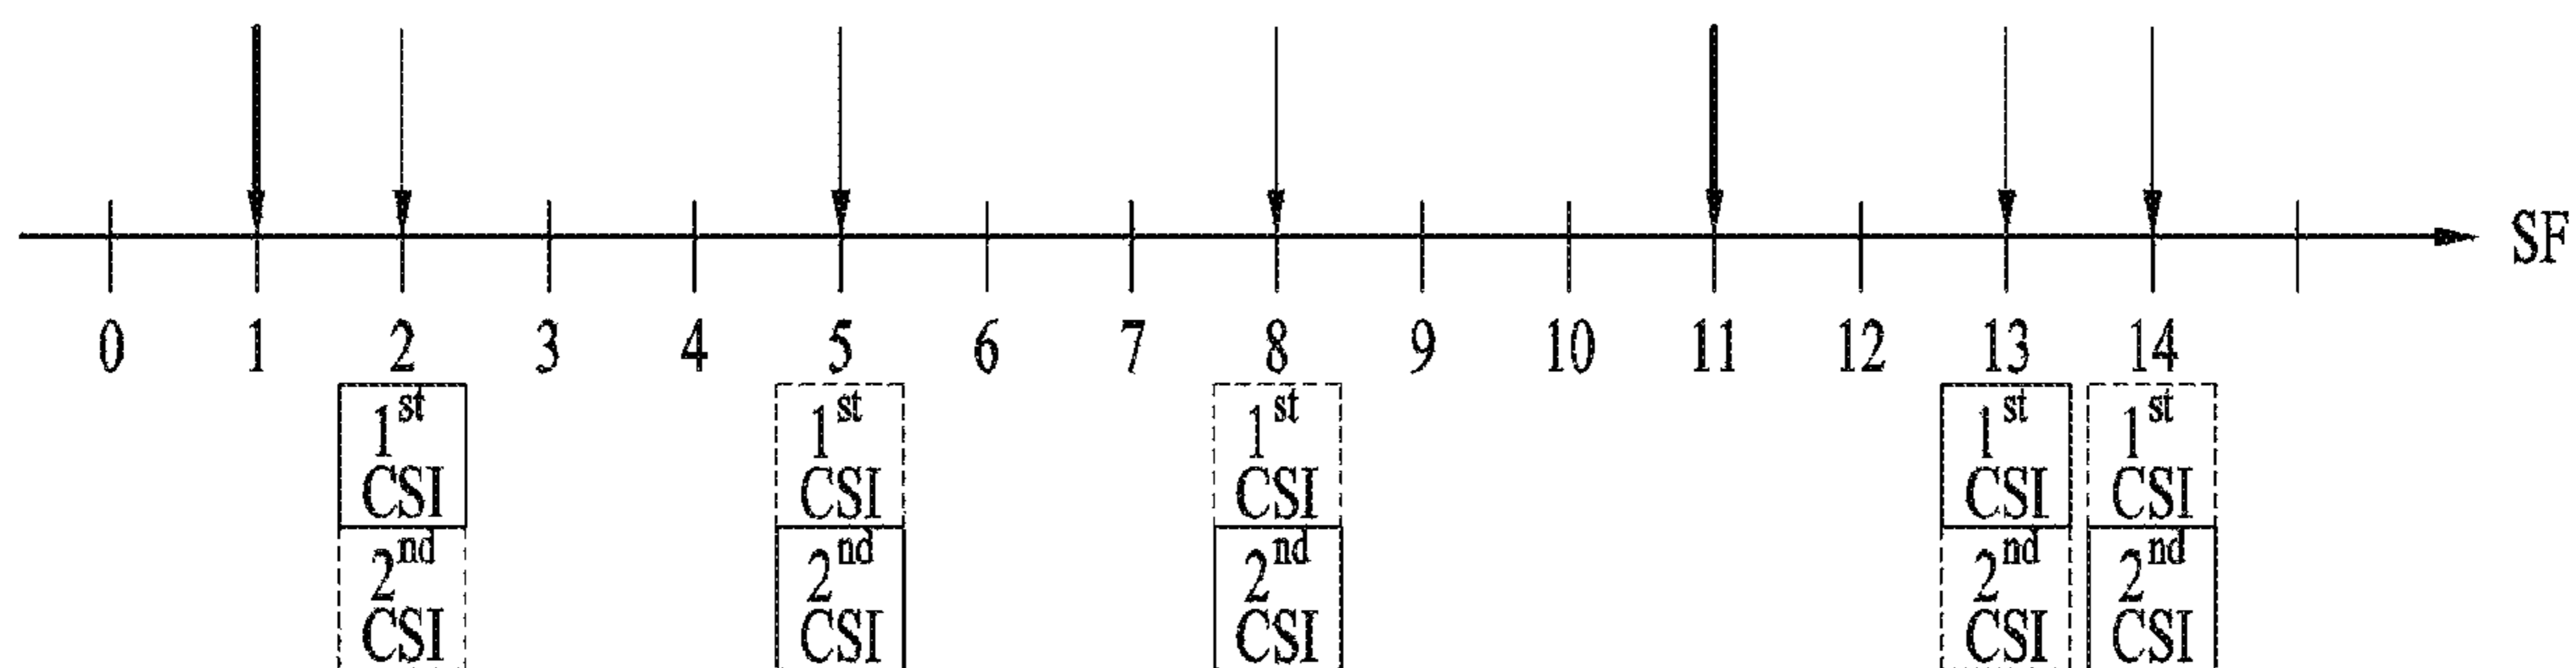 SF
0 1 2 3 4 5 6 7 8 9 10 11 12 13 14
1st 1st 1st 1st 1st
CSI CSI CSI CSI CSI
2nd 2nd 2nd 2nd 2nd
CSI CSI CSI CSI CSI